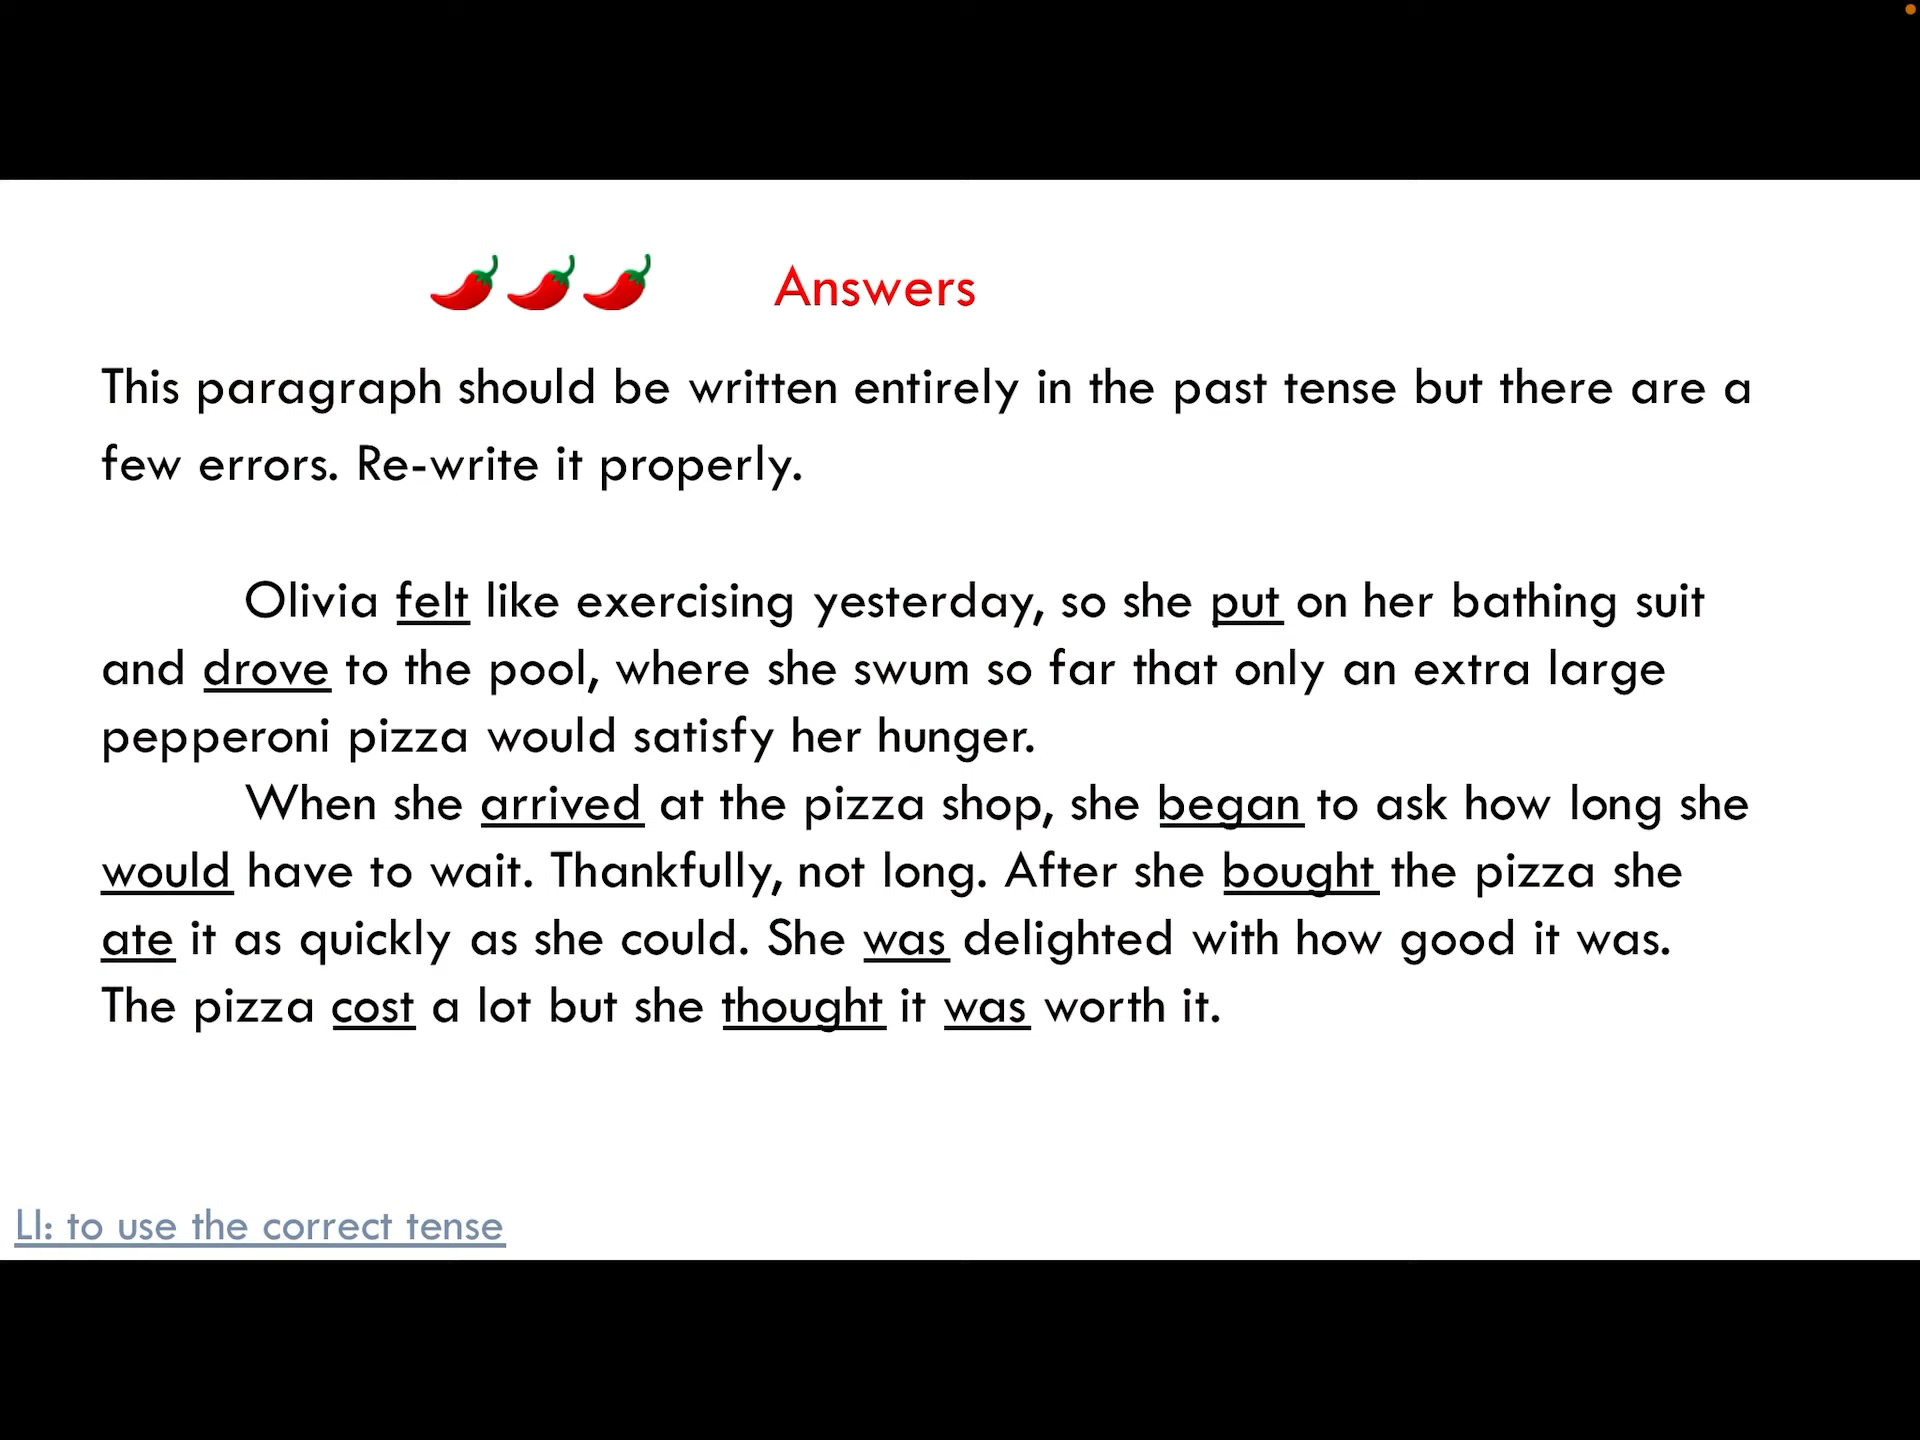 Answers
This paragraph should be written entirely in the past tense but there are a
few errors. Re-write it properly.
Olivia felt like exercising yesterday, so she put on her bathing suit
and drove to the pool, where she swum so far that only an extra large
pepperoni pizza would satisfy her hunger.
When she arrived at the pizza shop, she began to ask how long she
would have to wait. Thankfully, not long. After she bought the pizza she
ate it as quickly as she could. She was delighted with how good it was.
The pizza cost a lot but she thought it was worth it.
LI: to use the correct tense